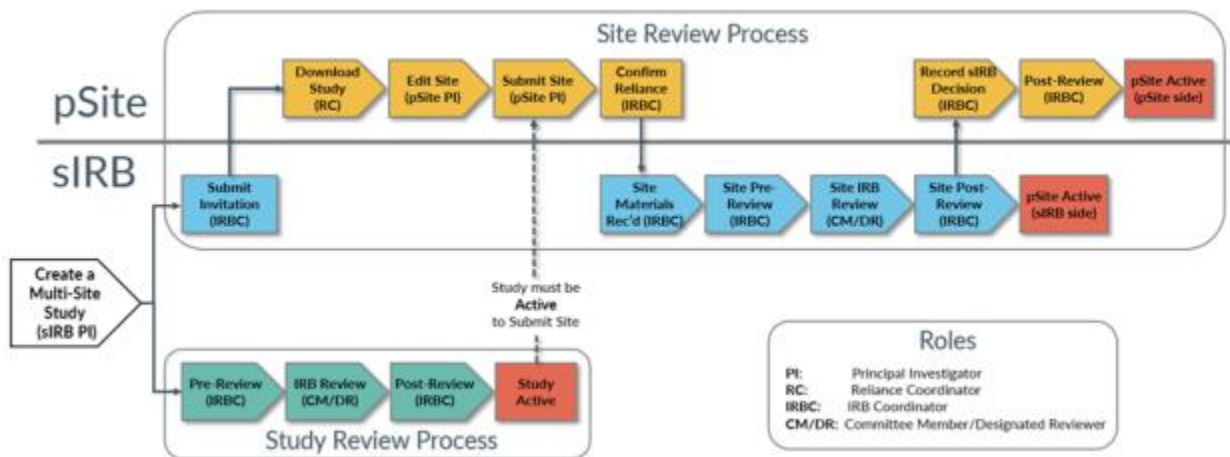 Site Review Process
pSite
Download
Study
(RC)
Edit Site
(pSite PI)
Submit Site
(pSite PI)
Confirm
Reliance
(IRBC)
Record sIRB
Decision
(IRBC)
Post-Review
(IRBC)
pSite Active
(pSite side)
sIRB
Submit
Invitation
(IRBC)
Site
Materials
Rec'd (IRBC)
Site Pre-
Review
(IRBC)
Site IRB
Review
(CM/DR)
Site Post-
Review
(IRBC)
pSite Active
(sIRB side)
Create a
Multi-Site
Study
(sIRB PI)
Study must be
Active
to Submit Site
Pre-Review
(IRBC)
IRB Review
(CM/DR)
Post-Review
(IRBC)
Study
Active
Study Review Process
Roles
PI: Principal Investigator
RC: Reliance Coordinator
IRBC: IRB Coordinator
CM/DR: Committee Member/Designated Reviewer